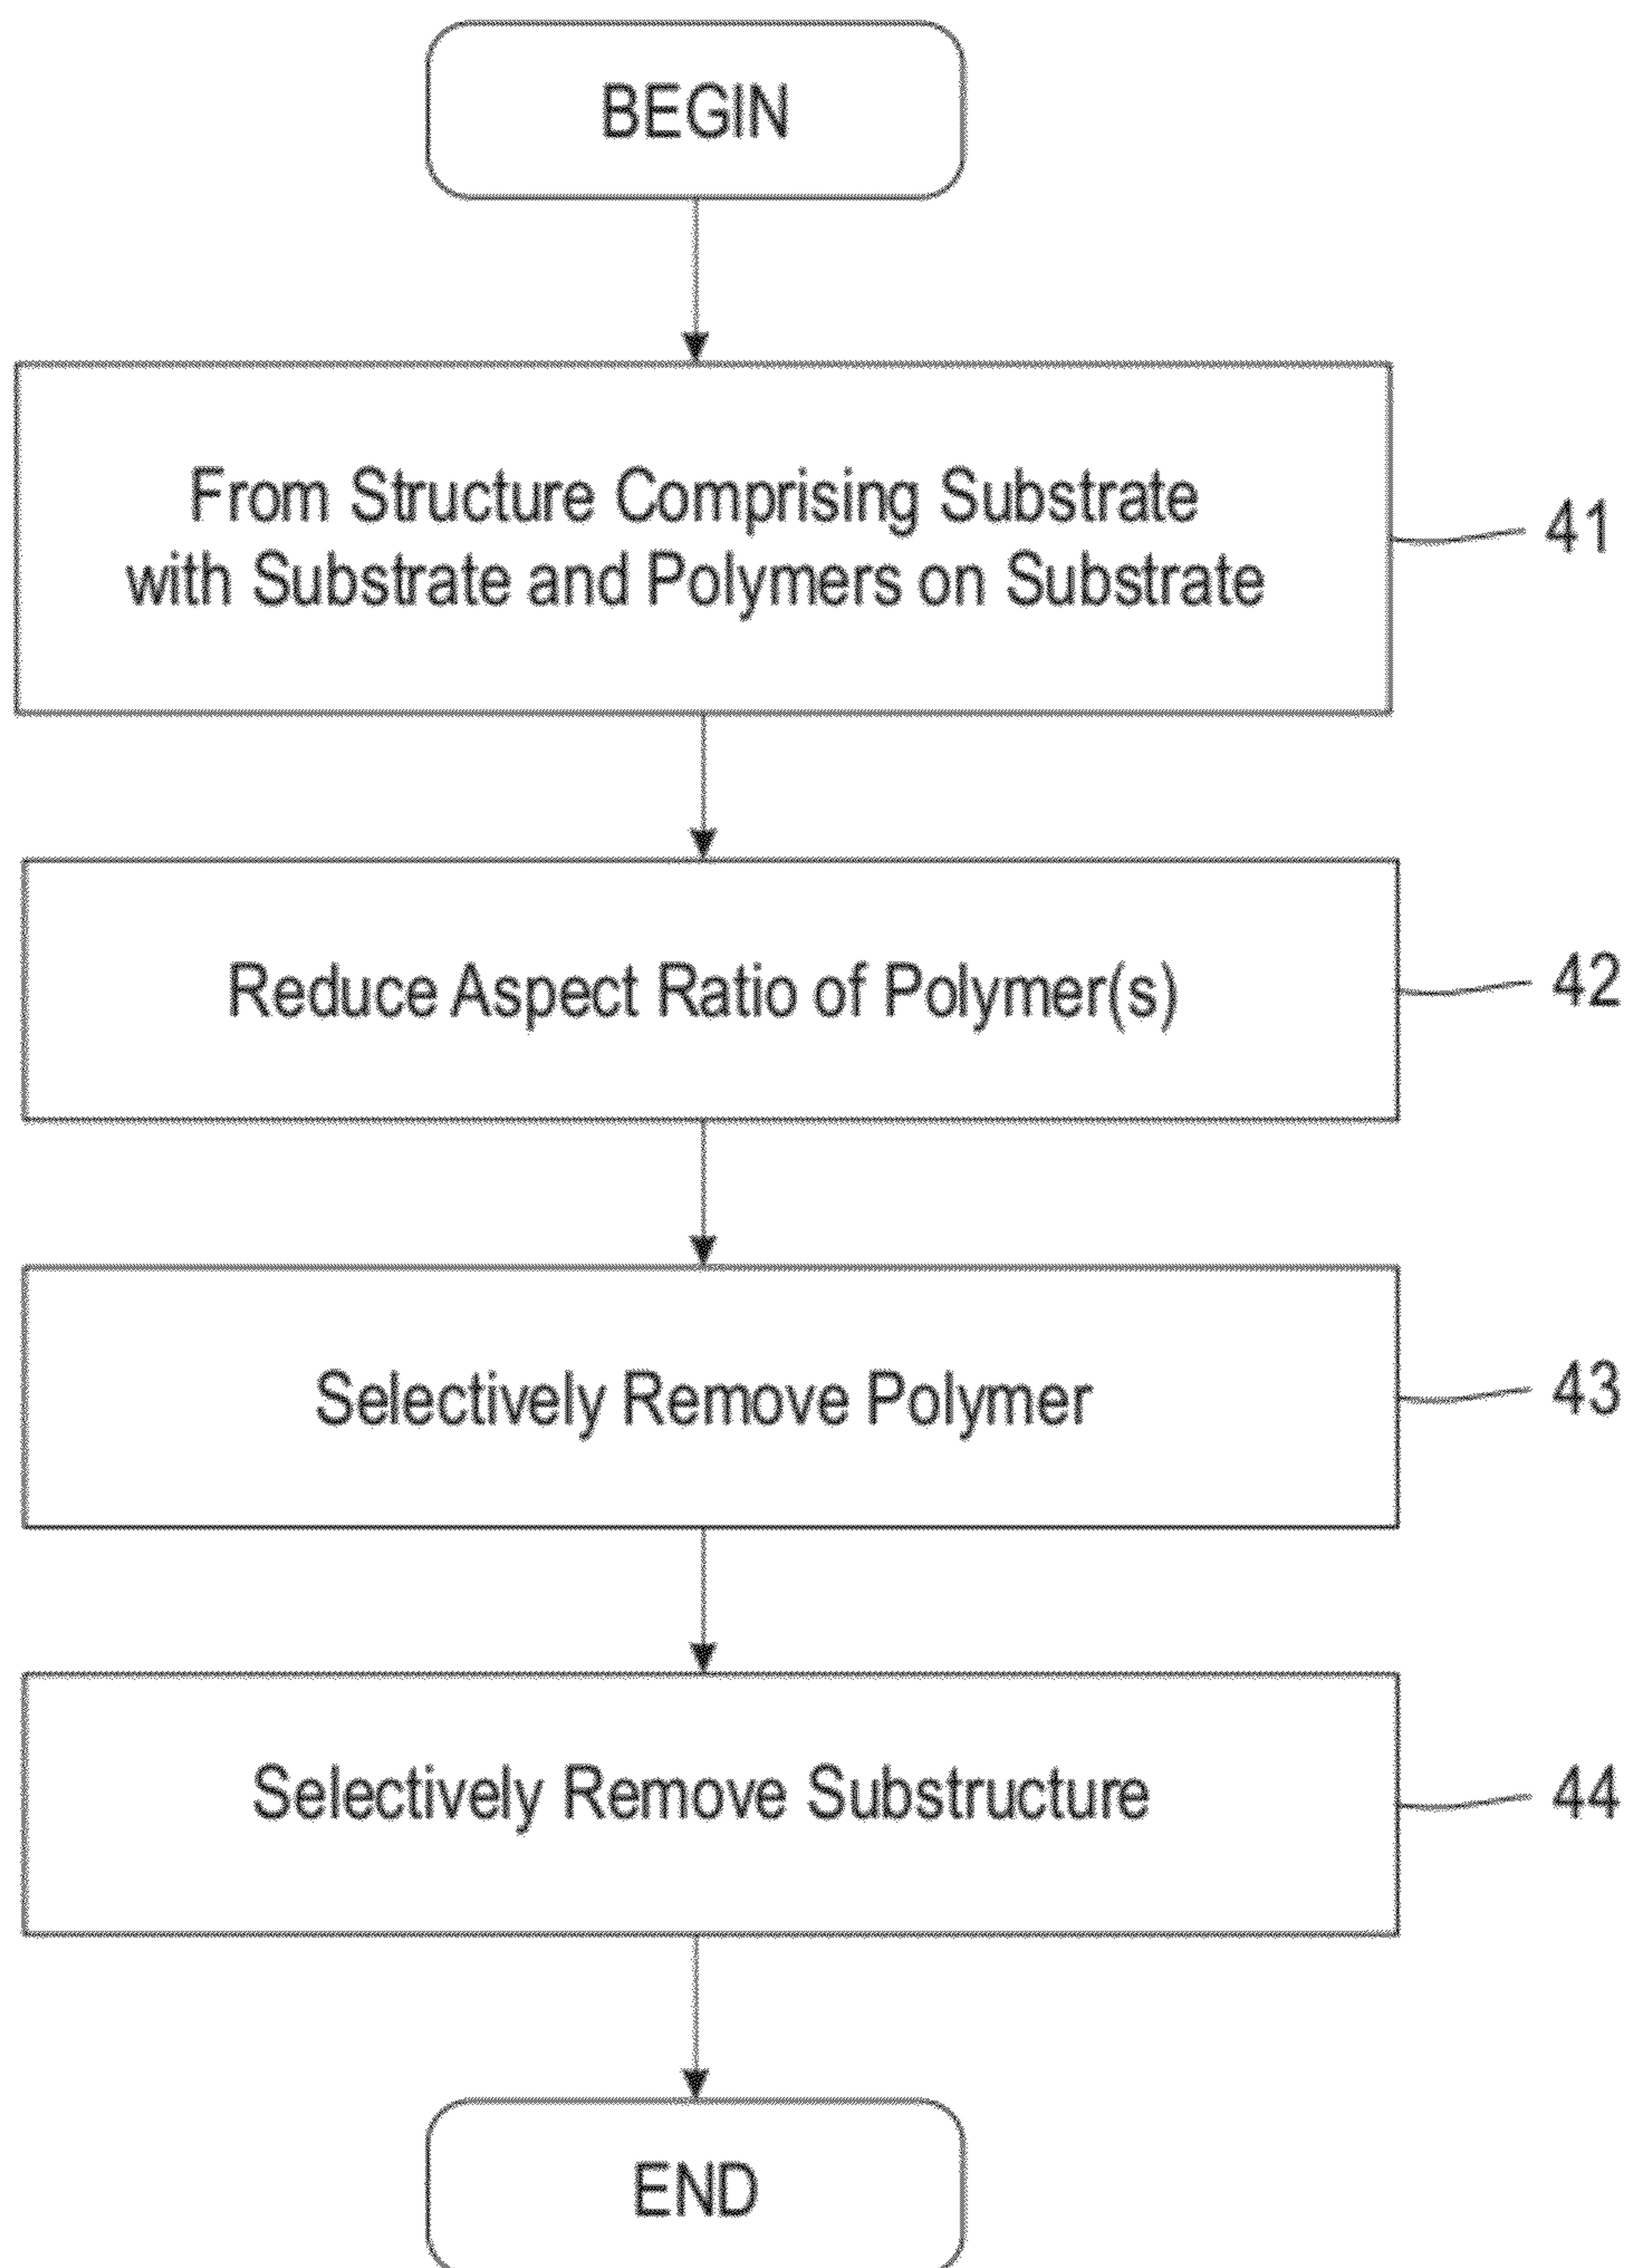 BEGIN
From Structure Comprising Substrate
with Substrate and Polymers on Substrate
41
Reduce Aspect Ratio of Polymer(s)
42
Selectively Remove Polymer
43
Selectively Remove Substructure
44
END